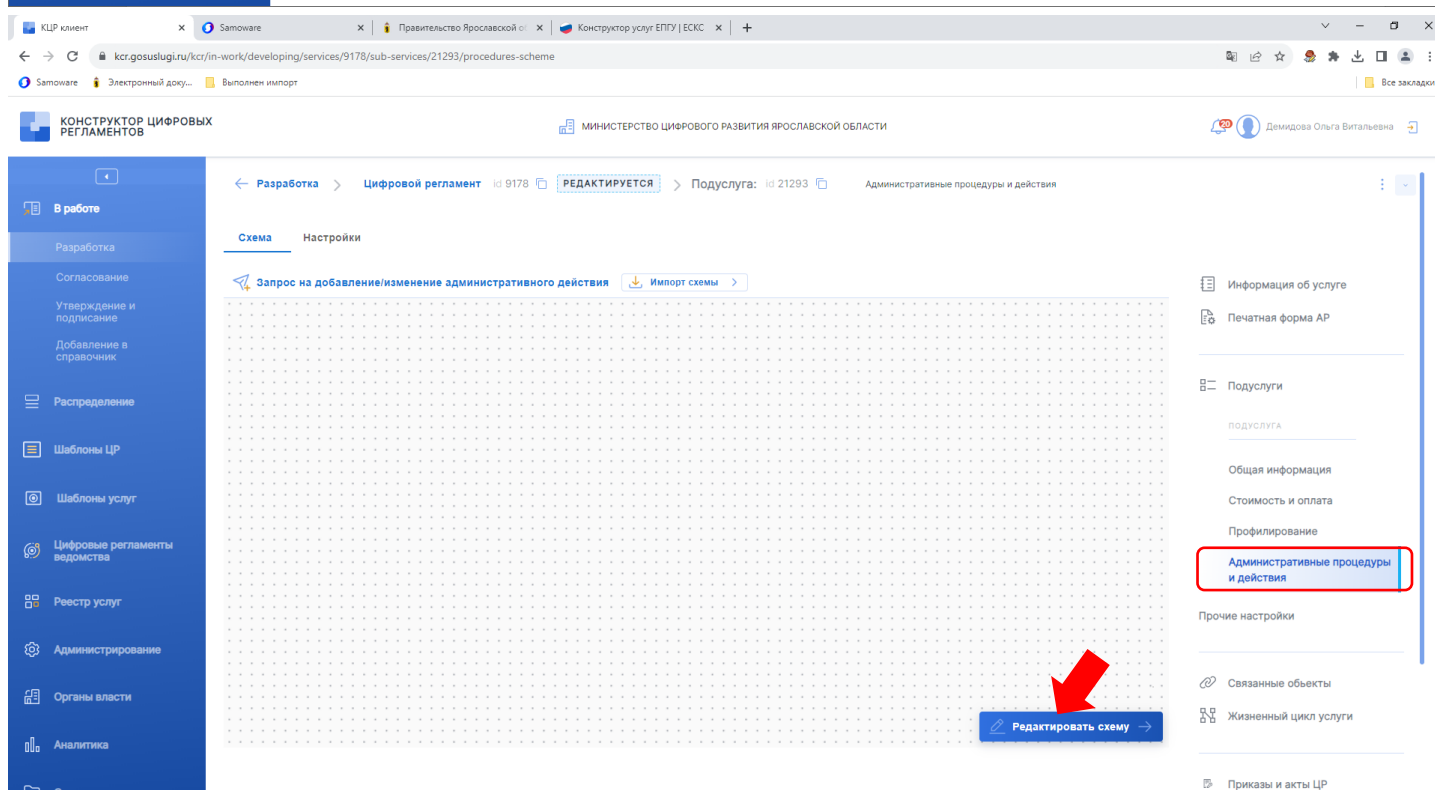 КЦР клиент
Samoware
Правительство Ярославской об
Конструктор услуг ЕПГУ | ЕСКС
kcr.gosuslugi.ru/kcr/in-work/developing/services/9178/sub-services/21293/procedures-scheme
Samoware
Электронный доку...
Выполнен импорт
Все закладки
КОНСТРУКТОР ЦИФРОВЫХ
РЕГЛАМЕНТОВ
МИНИСТЕРСТВО ЦИФРОВОГО РАЗВИТИЯ ЯРОСЛАВСКОЙ ОБЛАСТИ
20
Демидова Ольга Витальевна
В работе
Разработка
Согласование
Утверждение и
подписание
Добавление в
справочник
Распределение
Шаблоны ЦР
Шаблоны услуг
Цифровые регламенты
ведомства
Реестр услуг
Администрирование
Органы власти
Аналитика
Разработка
Цифровой регламент id 9178 РЕДАКТИРУЕТСЯ
Подуслуга: id 21293
Административные процедуры и действия
Схема
Настройки
Запрос на добавление/изменение административного действия
Импорт схемы
Редактировать схему
Информация об услуге
Печатная форма АР
Подуслуги
ПОДУСЛУГА
Общая информация
Стоимость и оплата
Профилирование
Административные процедуры
и действия
Прочие настройки
Связанные объекты
Жизненный цикл услуги
Приказы и акты ЦР